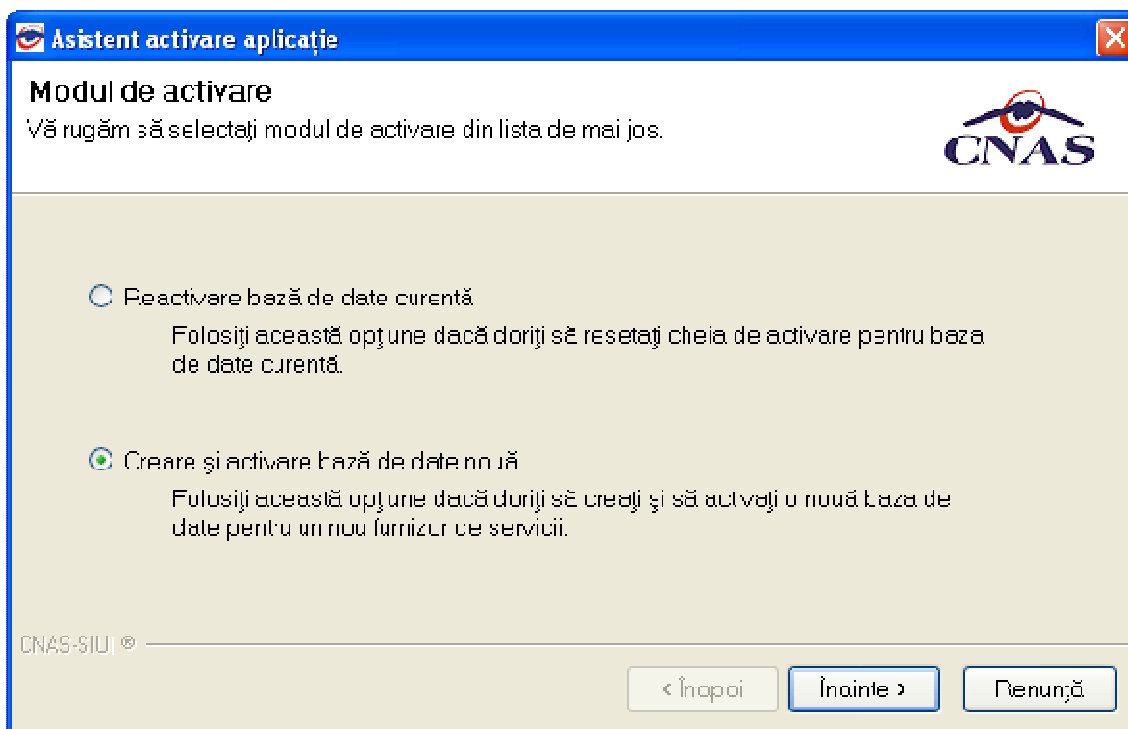 Asistent activare aplicație
Modul de activare
Vă rugăm să selectați modul de activare din lista de mai jos.
CNAS
Reactivare bază de date curentă
Folosiți această opțiune dacă doriți să resetați cheia de activare pentru baza
de date curentă.
Creare și activare bază de date nouă
Folosiți această opțiune dacă doriți să creați și să activați o nouă baza de
date pentru un nou furnizor de servicii.
CNAS-SIUI ®
< Înapoi
Înainte >
Renunță